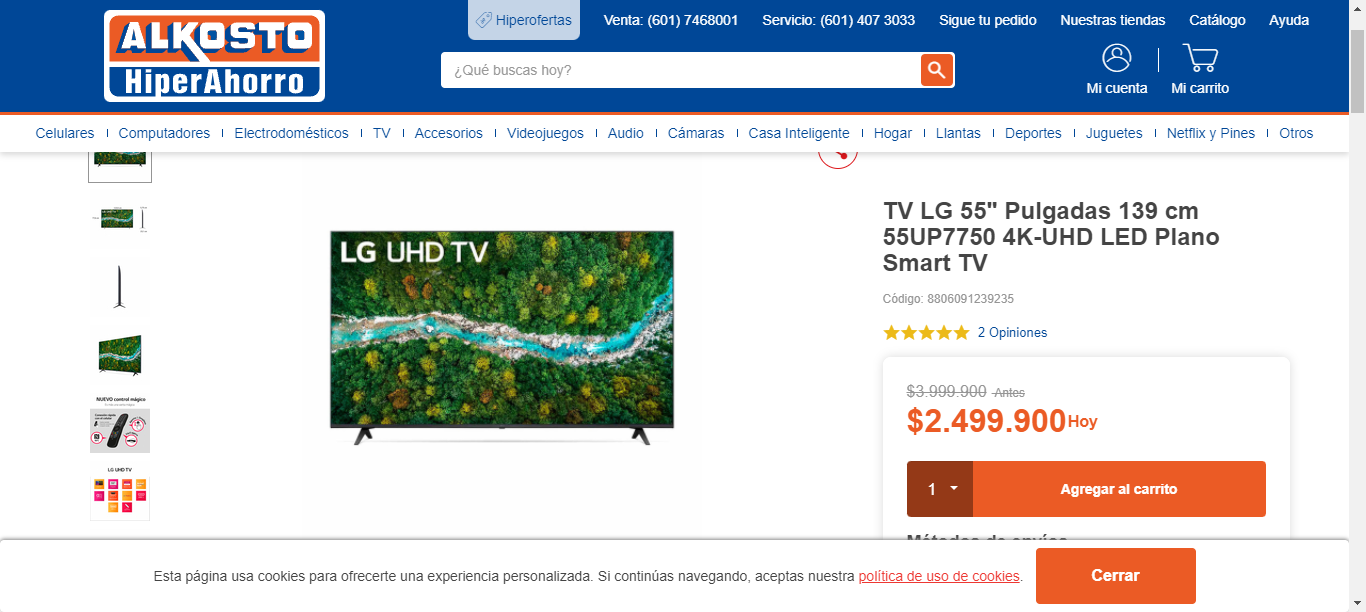 Hiperofertas
Venta: (601) 7468001
Servicio: (601) 407 3033
Sigue tu pedido
Nuestras tiendas
Catálogo
Ayuda
ALKOSTO
HiperAhorro
¿Qué buscas hoy?
Mi cuenta
Mi carrito
Celulares
Computadores
Electrodomésticos
TV
Accesorios
Videojuegos
Audio
Cámaras
Casa Inteligente
Hogar
Llantas
Deportes
Juguetes
Netflix y Pines
Otros
LG UHD TV
NUEVO control mágico
LG UHD TV
TV LG 55" Pulgadas 139 cm
55UP7750 4K-UHD LED Plano
Smart TV
Código: 8806091239235
2 Opiniones
$3.999.900 Antes
$2.499.900 Hoy
1
Agregar al carrito
Métodos de envíos
Esta página usa cookies para ofrecerte una experiencia personalizada. Si continúas navegando, aceptas nuestra política de uso de cookies.
Cerrar